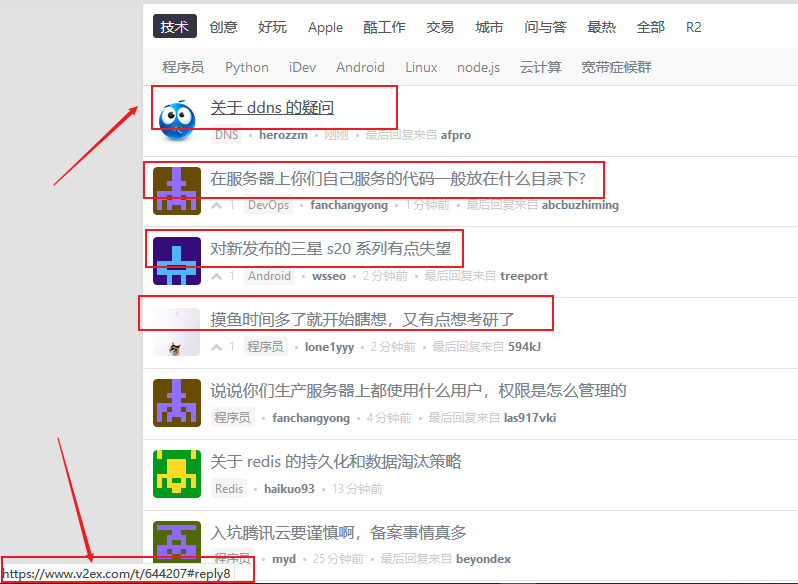 技术 创意 好玩 Apple 酷工作 交易 城市 问与答 最热 全部 R2
程序员 Python iDev Android Linux node.js 云计算 宽带症候群
关于 ddns 的疑问
DNS • herozzm • 刚刚 • 最后回复来自 afpro
在服务器上你们自己服务的代码一般放在什么目录下?
1 DevOps • fanchangyong • 1 分钟前 • 最后回复来自 abcbuzhiming
对新发布的三星 s20 系列有点失望
1 Android • wsseo • 2 分钟前 • 最后回复来自 treeport
摸鱼时间多了就开始瞎想，又有点想考研了
1 程序员 • lone1yyy • 2 分钟前 • 最后回复来自 594kJ
说说你们生产服务器上都使用什么用户，权限是怎么管理的
程序员 • fanchangyong • 4 分钟前 • 最后回复来自 las917vki
关于 redis 的持久化和数据淘汰策略
Redis • haikuo93 • 13 分钟前
入坑腾讯云要谨慎啊，备案事情真多
程序员 • myd • 25 分钟前 • 最后回复来自 beyondex
https://www.v2ex.com/t/644207#reply8